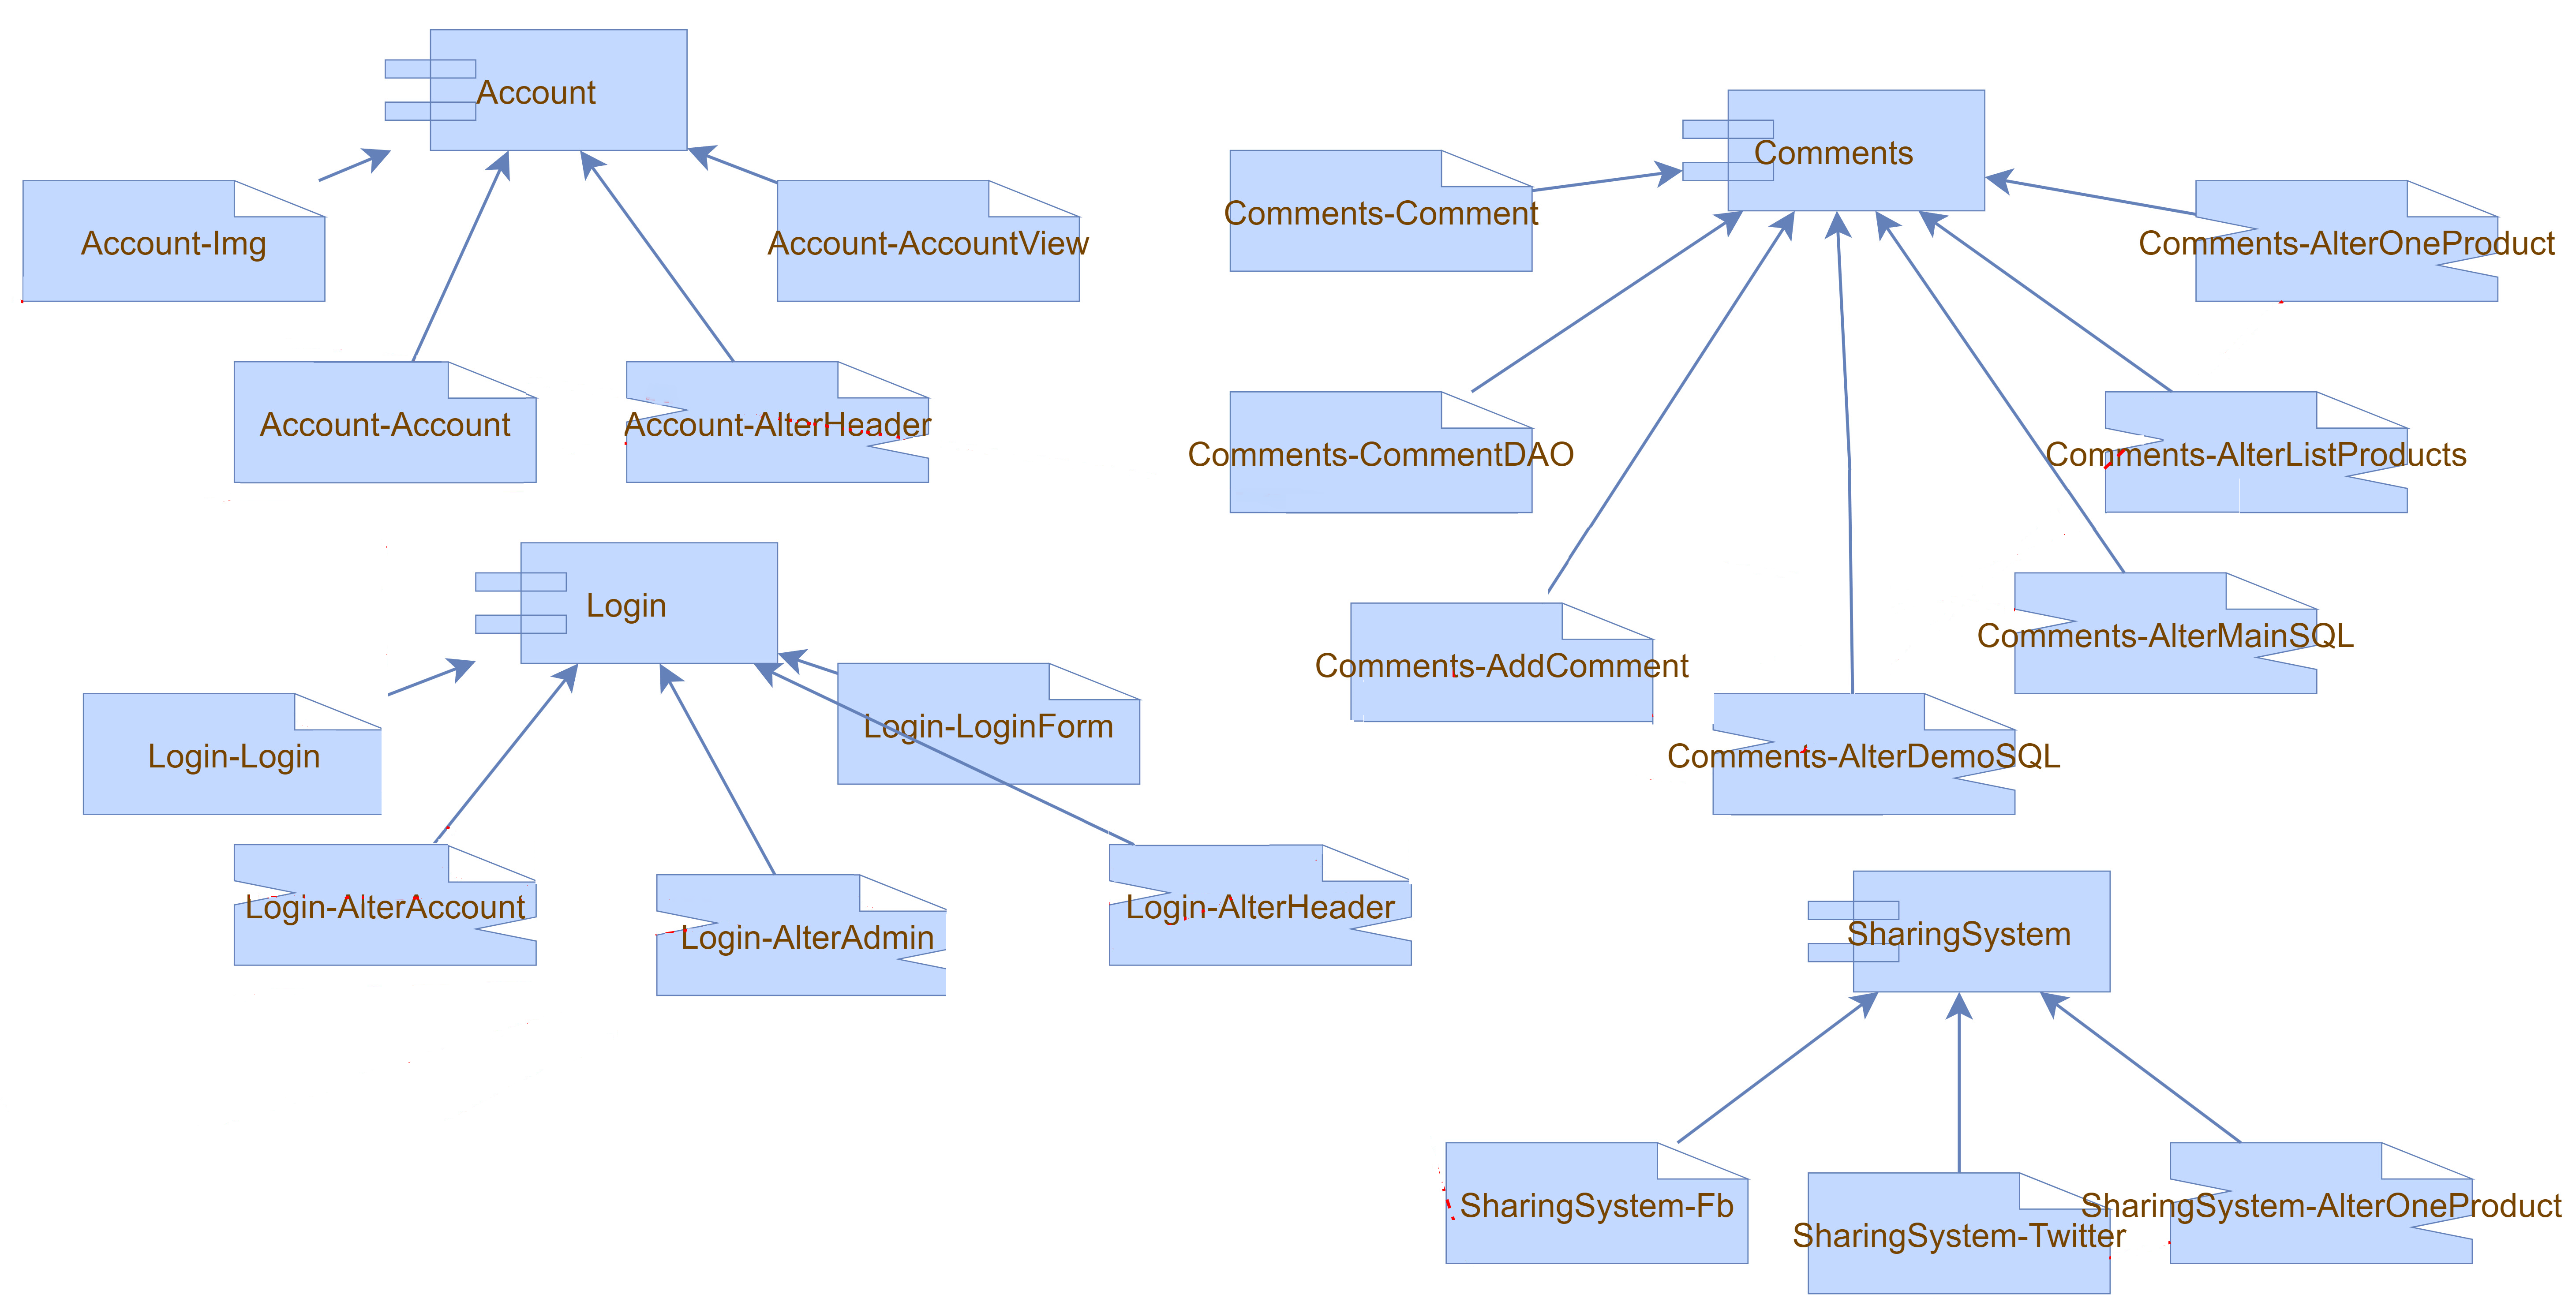 Account
Account-Img
Account-AccountView
Account-Account
Account-AlterHeader
Comments
Comments-Comment
Comments-AlterOneProduct
Comments-CommentDAO
Comments-AlterListProducts
Comments-AddComment
Comments-AlterMainSQL
Comments-AlterDemoSQL
Login
Login-Login
Login-LoginForm
Login-AlterAccount
Login-AlterAdmin
Login-AlterHeader
SharingSystem
SharingSystem-Fb
SharingSystem-Twitter
SharingSystem-AlterOneProduct